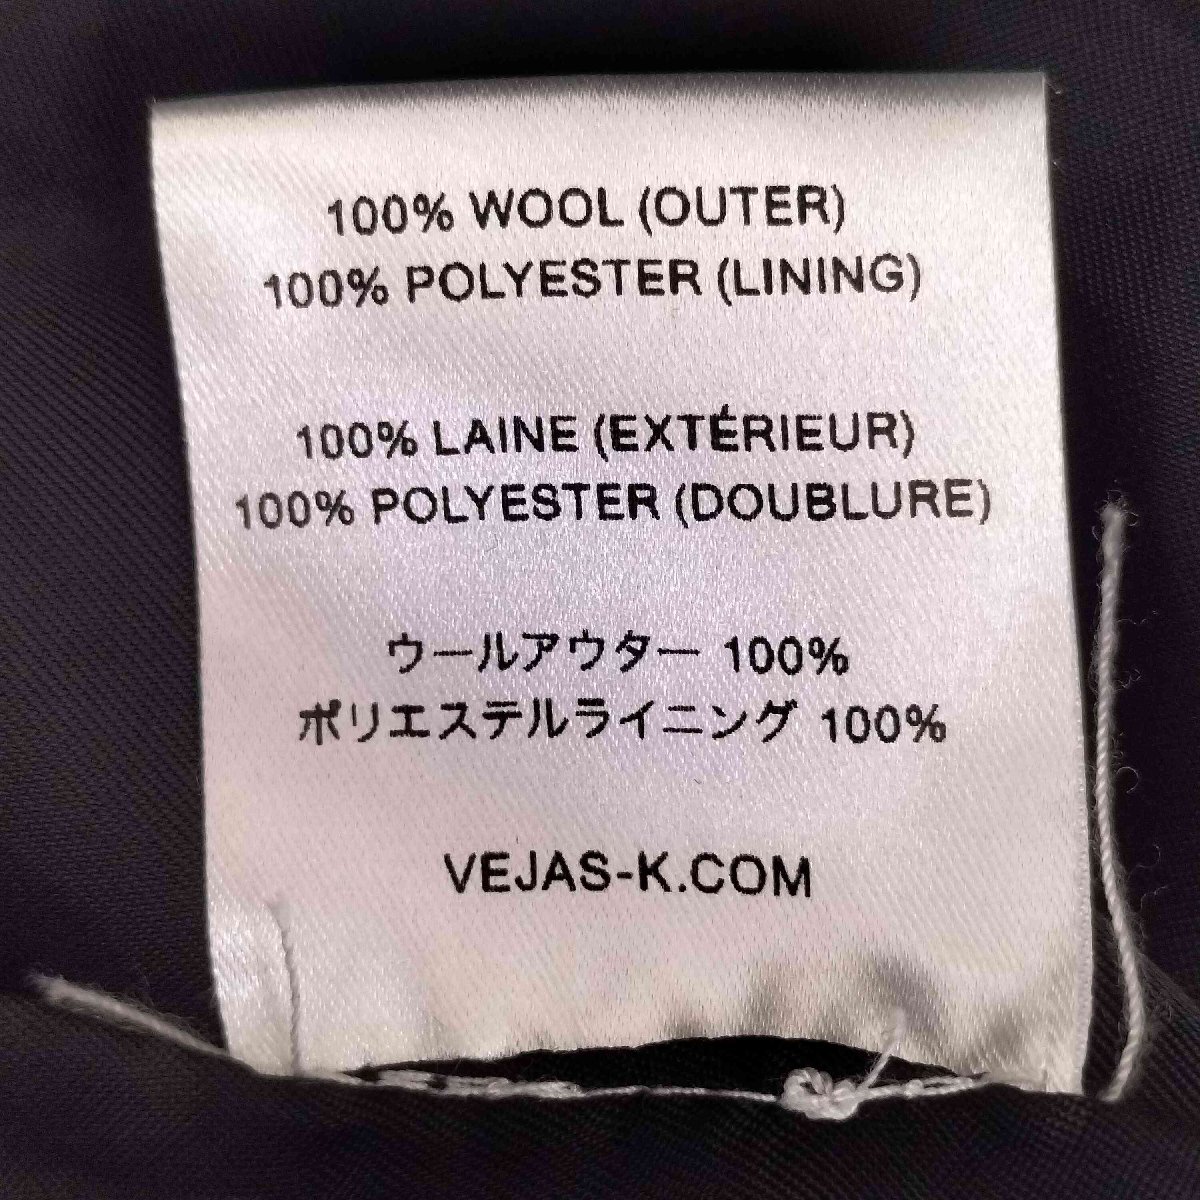 100% WOOL (OUTER)
100% POLYESTER (LINING)
100% LAINE (EXTÉRIEUR)
100% POLYESTER (DOUBLURE)
ウールアウター 100%
ポリエステルライニング 100%
VEJAS-K.COM